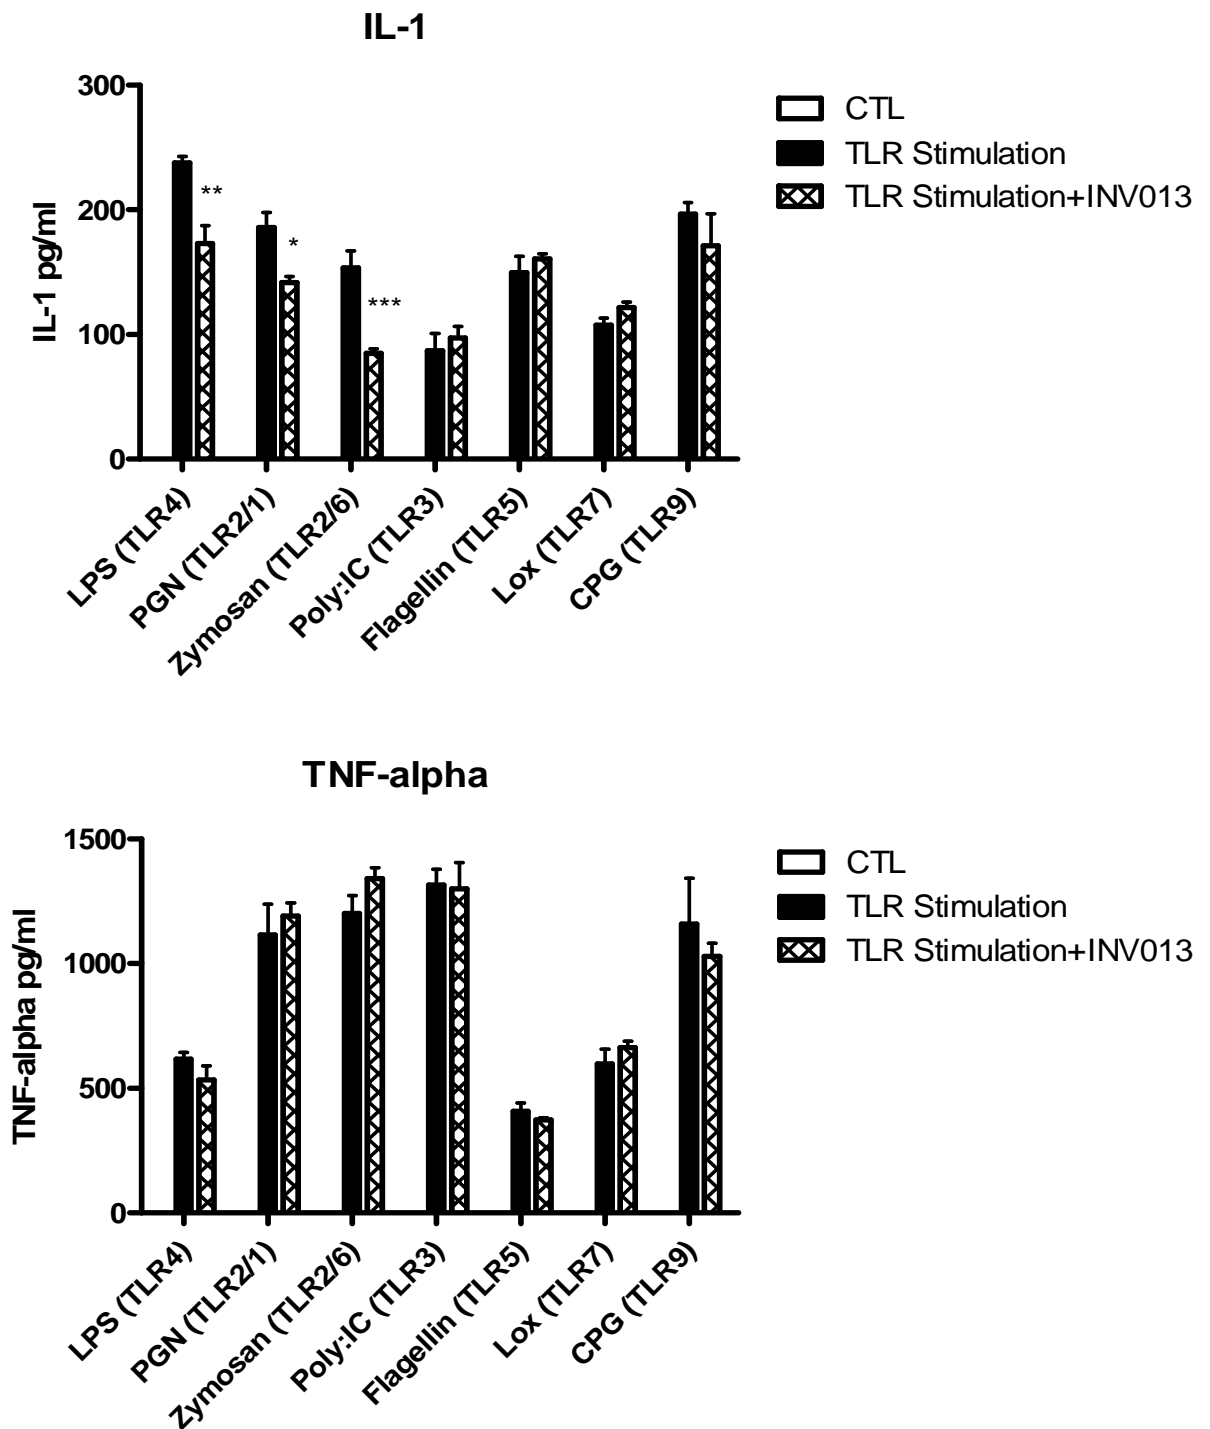 IL-1
300
200
100
0
IL-1 pg/ml
**
*
***
CTL
TLR Stimulation
TLR Stimulation+INV013
LPS (TLR4)
PGN (TLR2/1)
Zymosan (TLR2/6)
Poly:IC (TLR3)
Flagellin (TLR5)
Lox (TLR7)
CPG (TLR9)
TNF-alpha
1500
1000
500
0
TNF-alpha pg/ml
CTL
TLR Stimulation
TLR Stimulation+INV013
LPS (TLR4)
PGN (TLR2/1)
Zymosan (TLR2/6)
Poly:IC (TLR3)
Flagellin (TLR5)
Lox (TLR7)
CPG (TLR9)